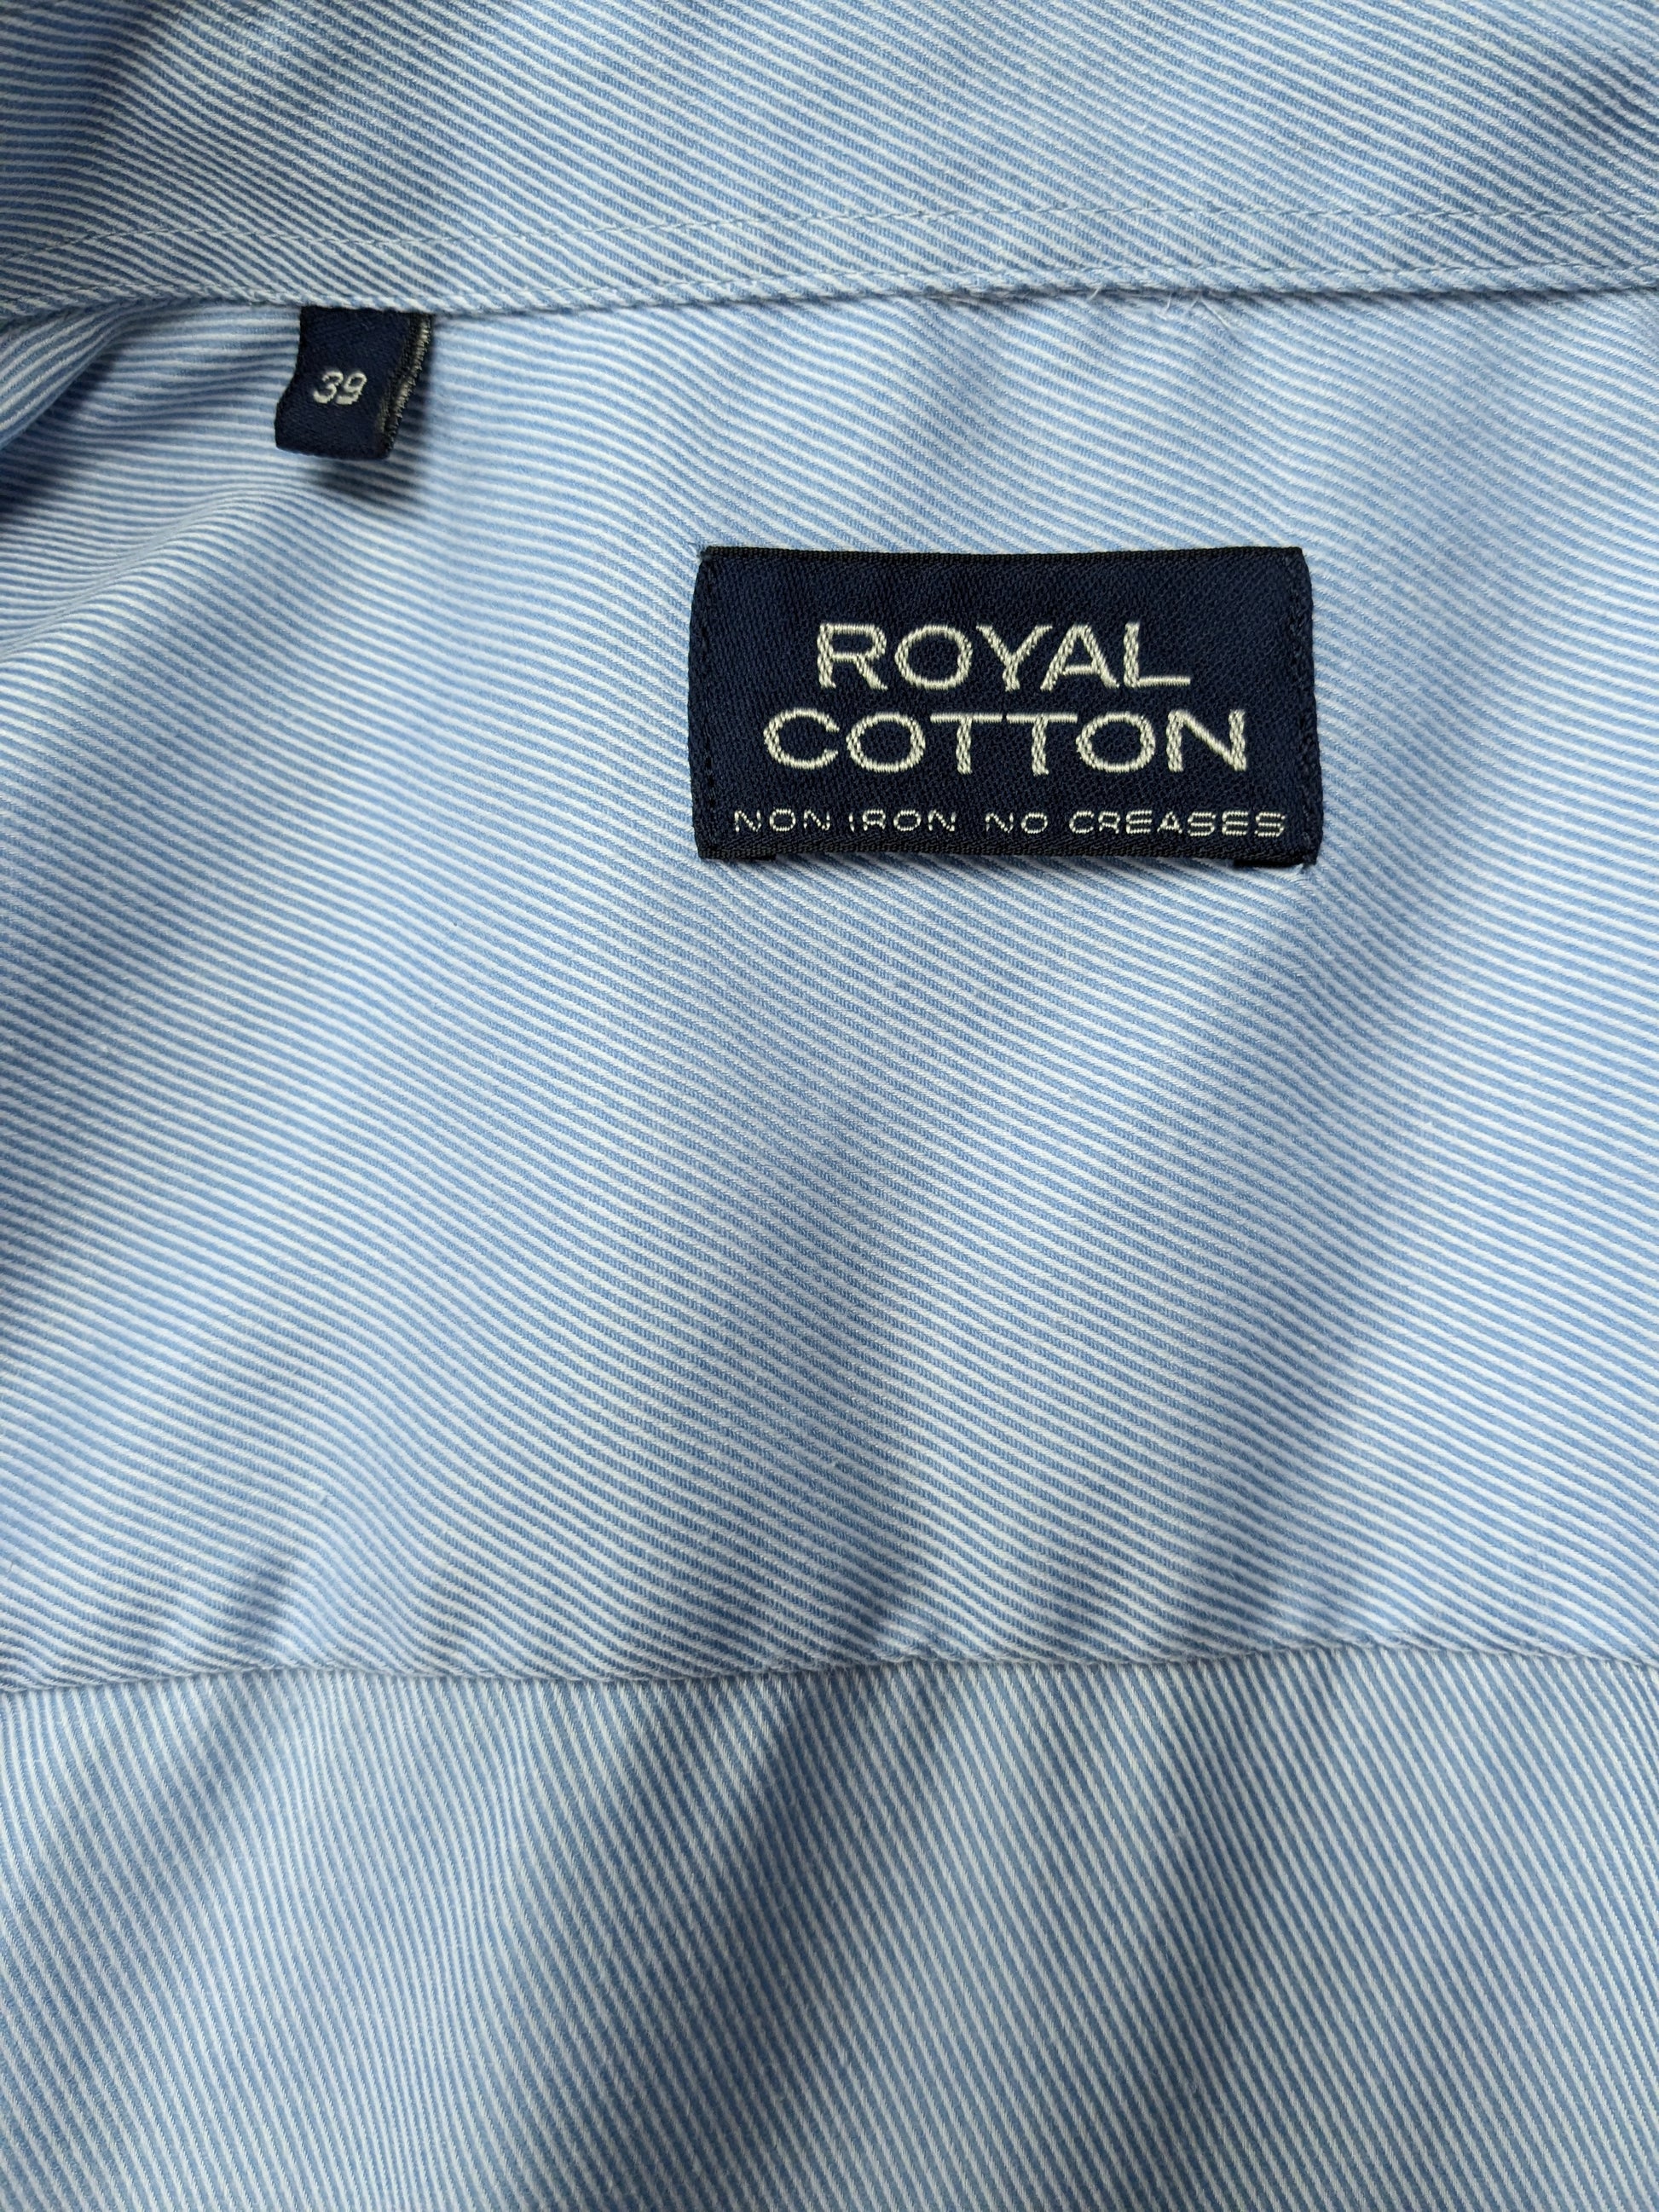 39
ROYAL
COTTON
NON IRON NO CREASES